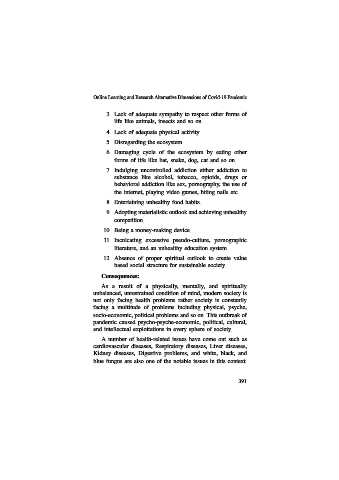 Online Learning and Research Alternative Dimensions of Covid-19 Pandemic
3 Lack of adequate sympathy to respect other forms of
life like animals, insects and so on
4 Lack of adequate physical activity
5 Disregarding the ecosystem
6 Damaging cycle of the ecosystem by eating other
forms of life like bat, snake, dog, cat and so on
7 Indulging uncontrolled addiction either addiction to
substance like alcohol, tobacco, opioids, drugs or
behavioral addiction like sex, pornography, the use of
the internet, playing video games, biting nails etc
8 Entertaining unhealthy food habits
9 Adopting materialistic outlook and achieving unhealthy
competition
10 Being a money-making device
11 Inculcating excessive pseudo-culture, pornographic
literature, and an unhealthy education system
12 Absence of proper spiritual outlook to create value
based social structure for sustainable society
Consequences:
As a result of a physically, mentally, and spiritually
unbalanced, unrestrained condition of mind, modern society is
not only facing health problems rather society is constantly
facing a multitude of problems including physical, psycho,
socio-economic, political problems and so on This outbreak of
pandemic caused psycho-psycho-economic, political, cultural,
and intellectual exploitations in every sphere of society
A number of health-related issues have come out such as
cardiovascular diseases, Respiratory diseases, Liver diseases,
Kidney diseases, Digestive problems, and white, black, and
blue fungus are also one of the notable issues in this context
391